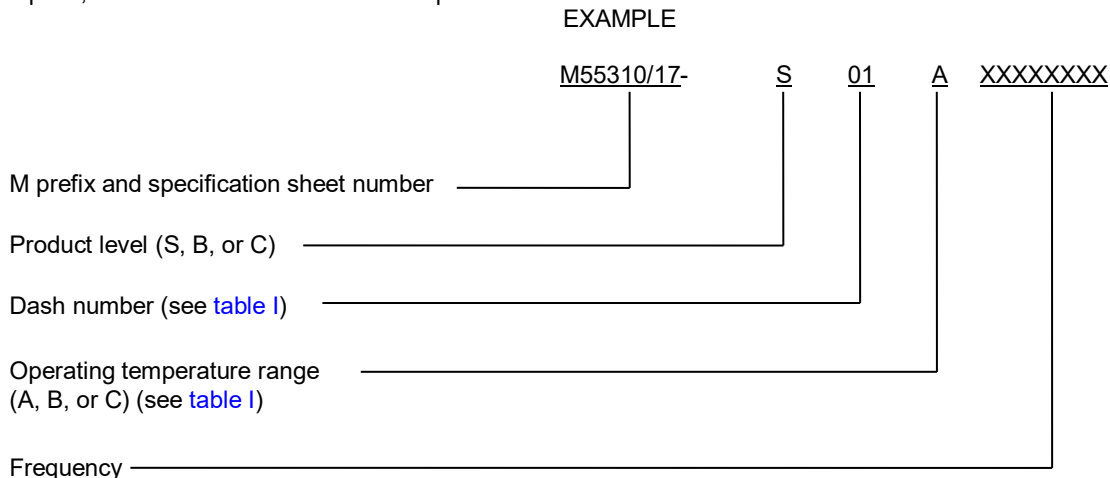 EXAMPLE
M55310/17- S 01 A XXXXXXXX
M prefix and specification sheet number
Product level (S, B, or C)
Dash number (see table I)
Operating temperature range
(A, B, or C) (see table I)
Frequency